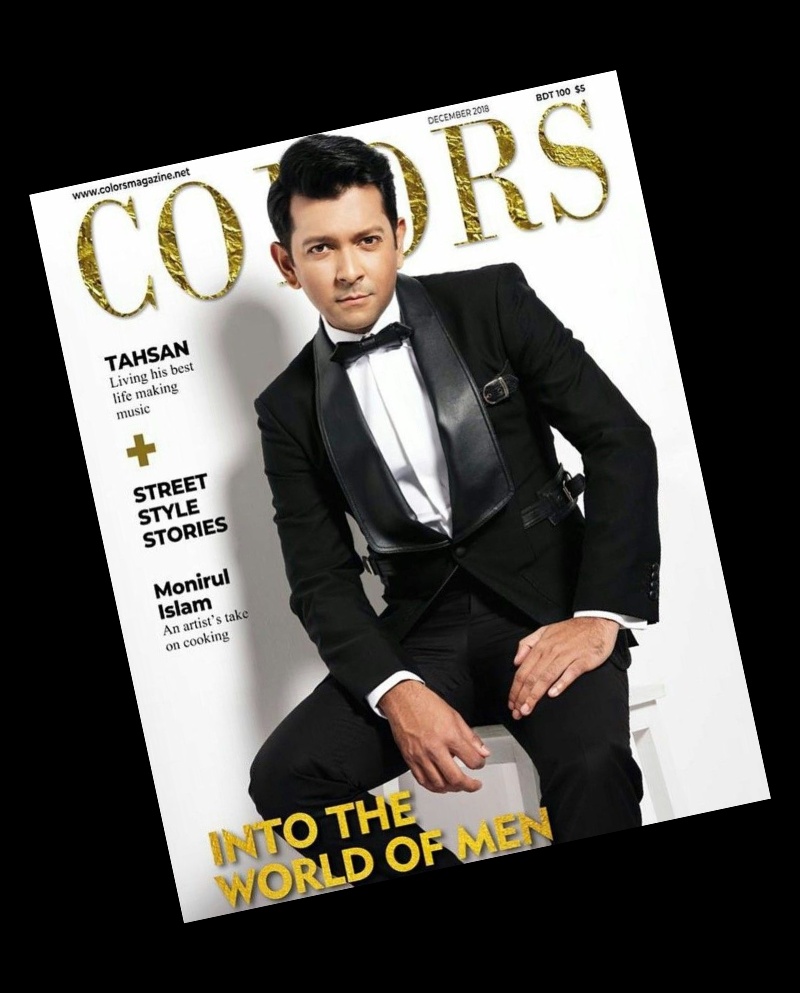 www.colorsmagazine.net
DECEMBER 2018
BDT 100 $5
COLORS
TAHSAN
Living his best
life making
music
+
STREET
STYLE
STORIES
Monirul
Islam
An artist's take
on cooking
INTO THE
WORLD OF MEN